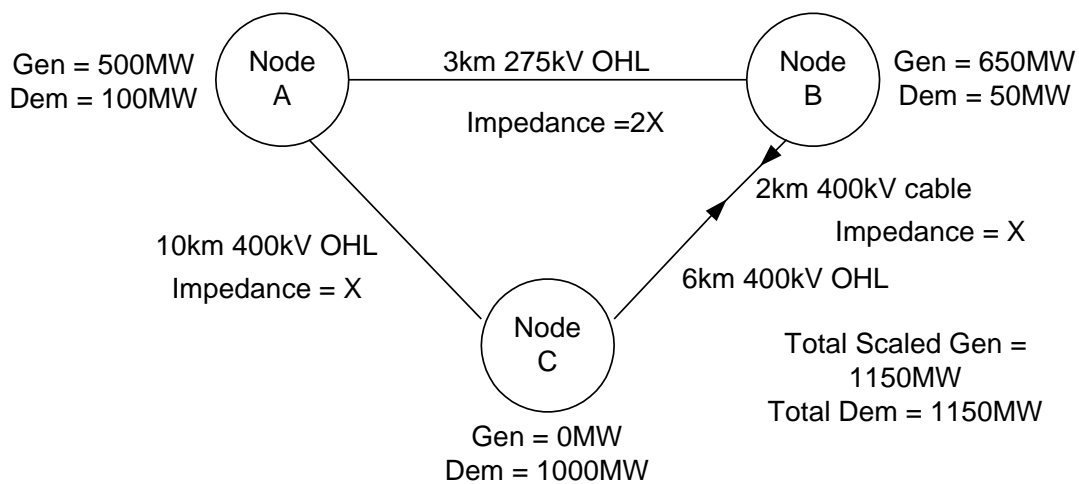 Gen = 500MW
Dem = 100MW
Node
A
3km 275kV OHL
Impedance =2X
Node
B
Gen = 650MW
Dem = 50MW
2km 400kV cable
Impedance = X
10km 400kV OHL
Impedance = X
6km 400kV OHL
Node
C
Total Scaled Gen =
1150MW
Total Dem = 1150MW
Gen = 0MW
Dem = 1000MW